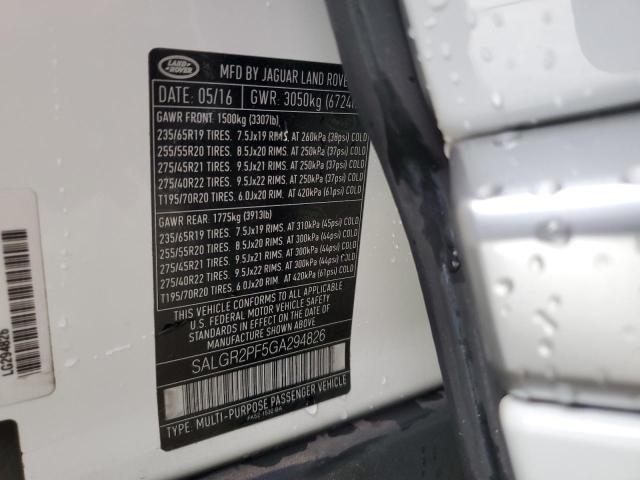 LAND
ROVER
MFD BY JAGUAR LAND ROVE
DATE: 05/16 GWR: 3050kg (6724
GAWR FRONT: 1500kg (3307lb),
235/65R19 TIRES. 7.5Jx19 RIMS, AT 260kPa (38psi) COLD
255/55R20 TIRES. 8.5Jx20 RIMS, AT 250kPa (37psi) COLD
275/45R21 TIRES. 9.5Jx21 RIMS, AT 250kPa (37psi) COLD
275/40R22 TIRES. 9.5Jx22 RIMS, AT 250kPa (37psi) COLD
T195/70R20 TIRES. 6.0Jx20 RIM. AT 420kPa (61psi) COLD
GAWR REAR: 1775kg (3913lb)
235/65R19 TIRES. 7.5Jx19 RIMS, AT 310kPa (45psi) COLD
255/55R20 TIRES. 8.5Jx20 RIMS, AT 300kPa (44psi) COLD
275/45R21 TIRES. 9.5Jx21 RIMS, AT 300kPa (44psi) COLD
275/40R22 TIRES. 9.5Jx22 RIMS, AT 300kPa (44psi) COLD
T195/70R20 TIRES. 6.0Jx20 RIM. AT 420kPa (61psi) COLD
THIS VEHICLE CONFORMS TO ALL APPLICABLE
U.S. FEDERAL MOTOR VEHICLE SAFETY
STANDARDS IN EFFECT ON THE DATE OF
MANUFACTURE SHOWN ABOVE.
SALGR2PF5GA294826
TYPE: MULTI-PURPOSE PASSENGER VEHICLE
LG294826